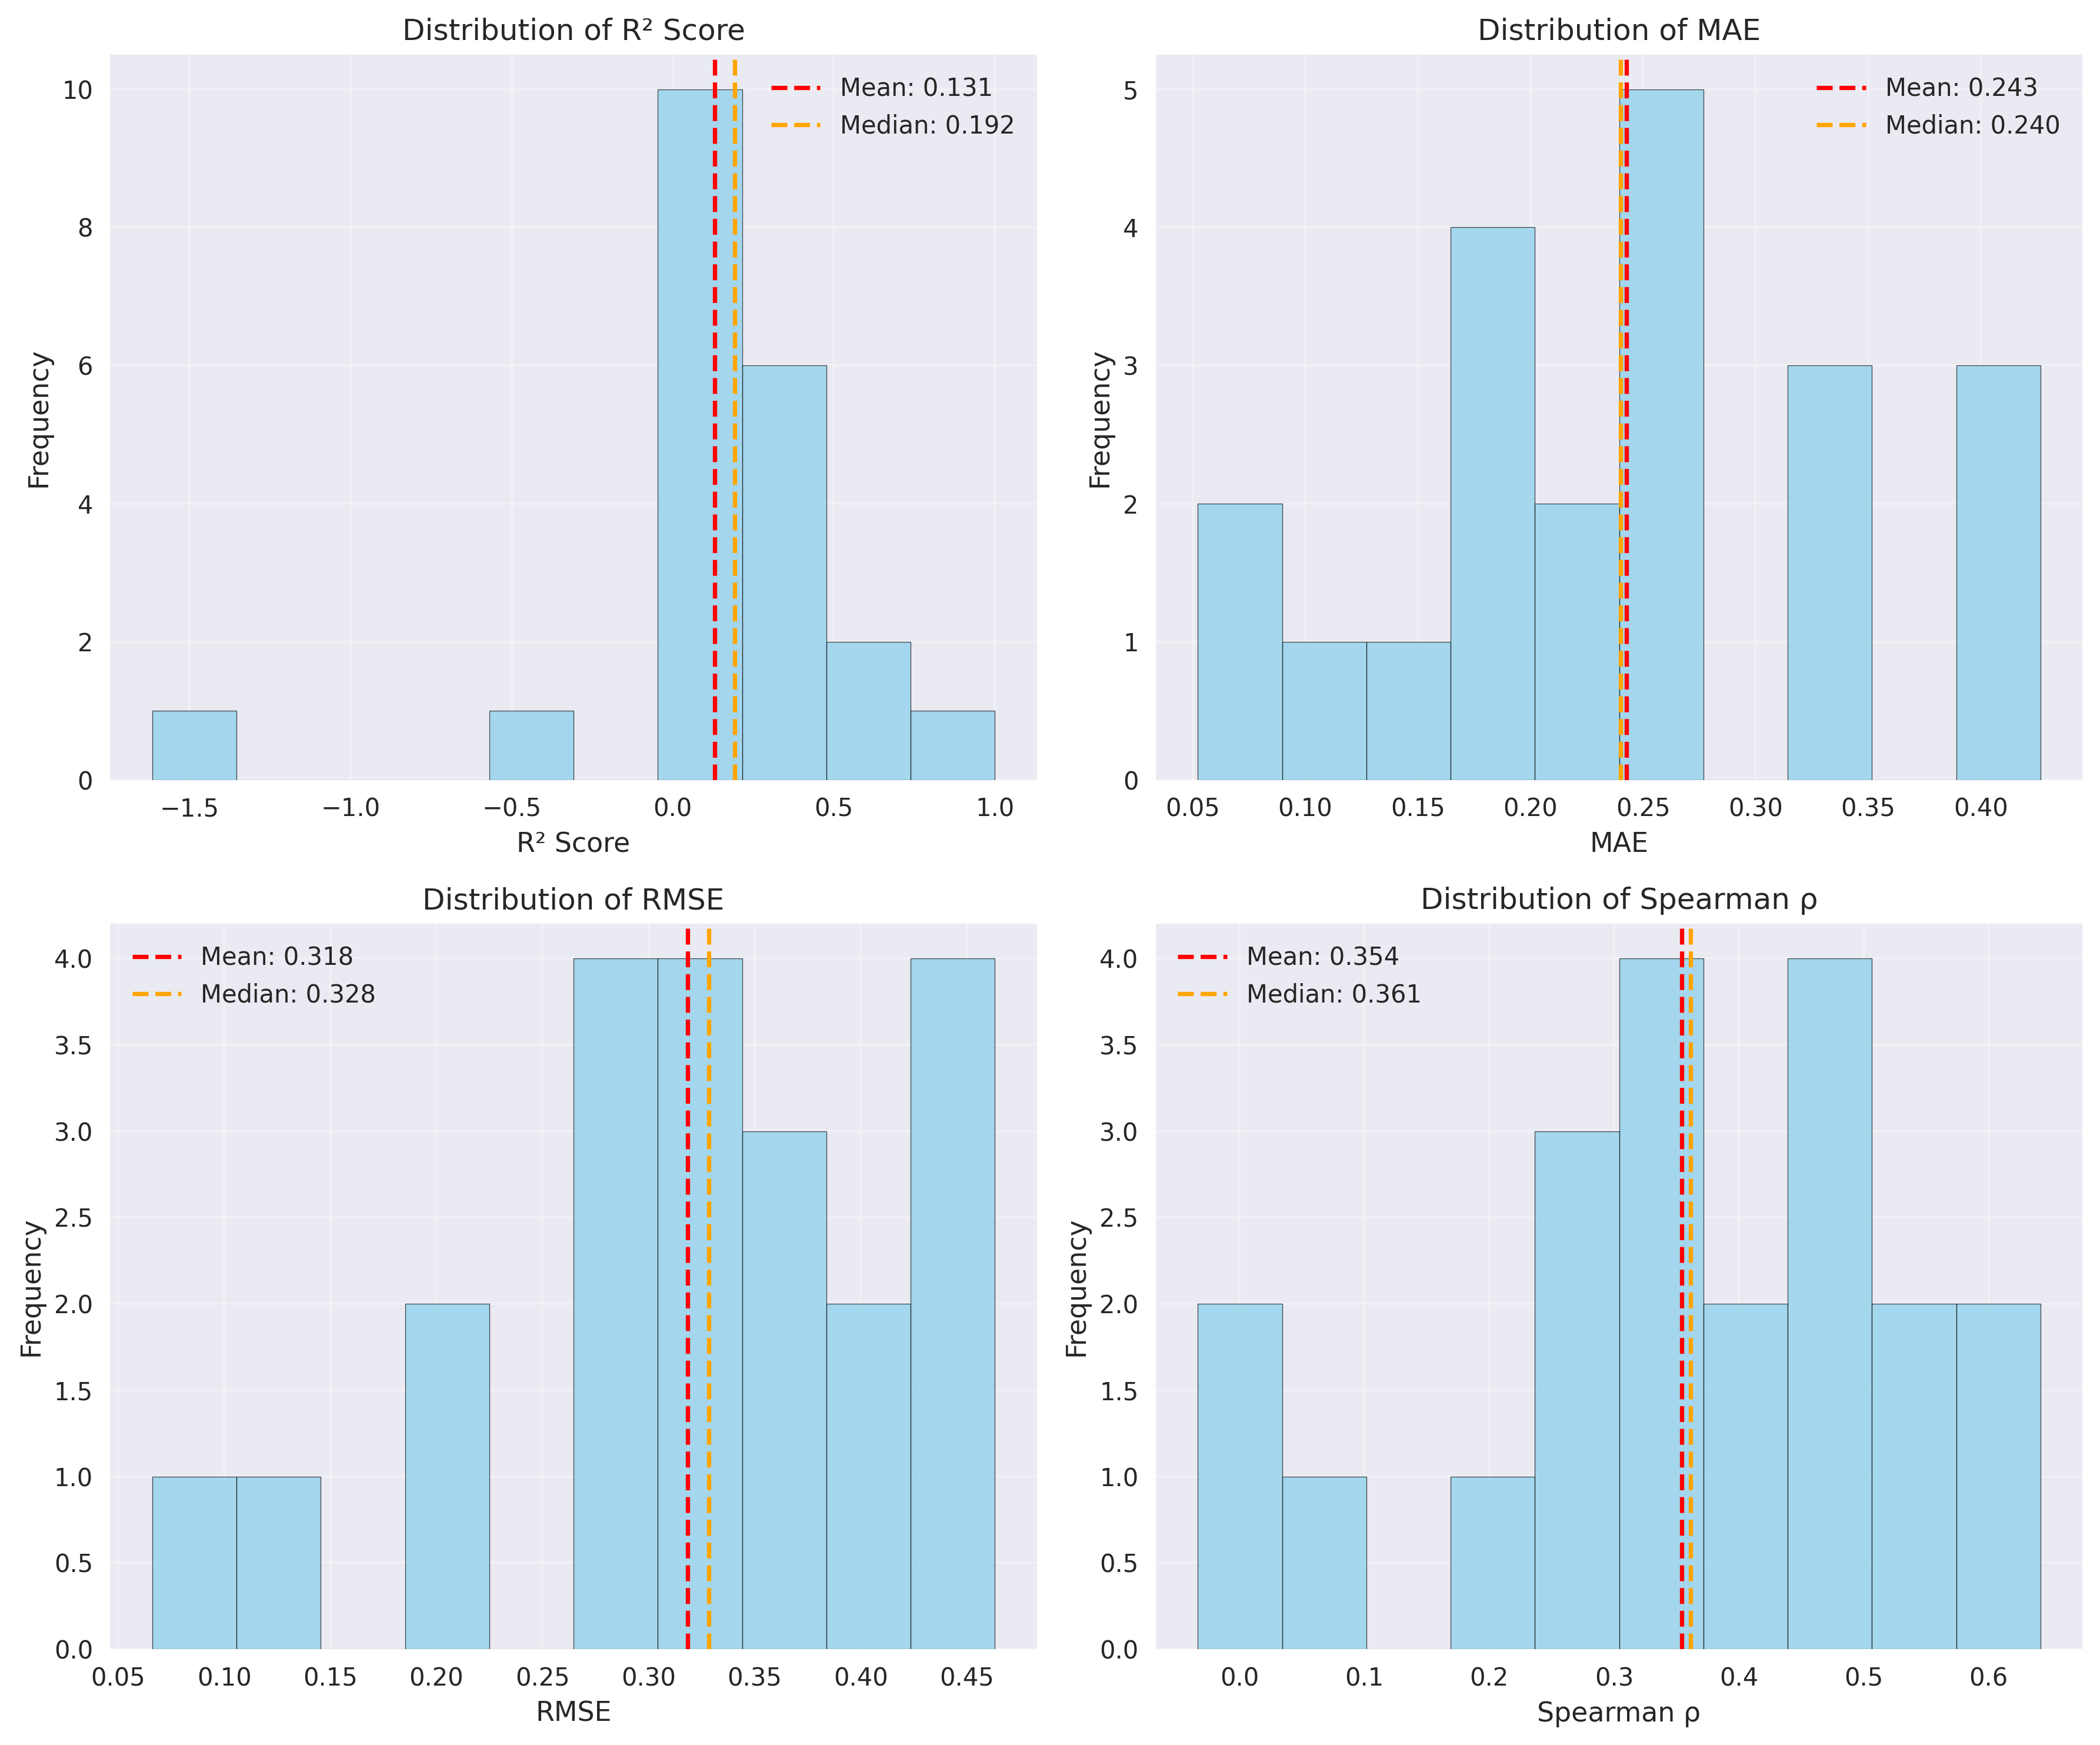 Distribution of R² Score
Mean: 0.131
Median: 0.192
Frequency
10
8
6
4
2
0
−1.5 −1.0 −0.5 0.0 0.5 1.0
R² Score
Distribution of MAE
Mean: 0.243
Median: 0.240
Frequency
5
4
3
2
1
0
0.05 0.10 0.15 0.20 0.25 0.30 0.35 0.40
MAE
Distribution of RMSE
Mean: 0.318
Median: 0.328
Frequency
4.0
3.5
3.0
2.5
2.0
1.5
1.0
0.5
0.0
0.05 0.10 0.15 0.20 0.25 0.30 0.35 0.40 0.45
RMSE
Distribution of Spearman ρ
Mean: 0.354
Median: 0.361
Frequency
4.0
3.5
3.0
2.5
2.0
1.5
1.0
0.5
0.0
0.0 0.1 0.2 0.3 0.4 0.5 0.6
Spearman ρ